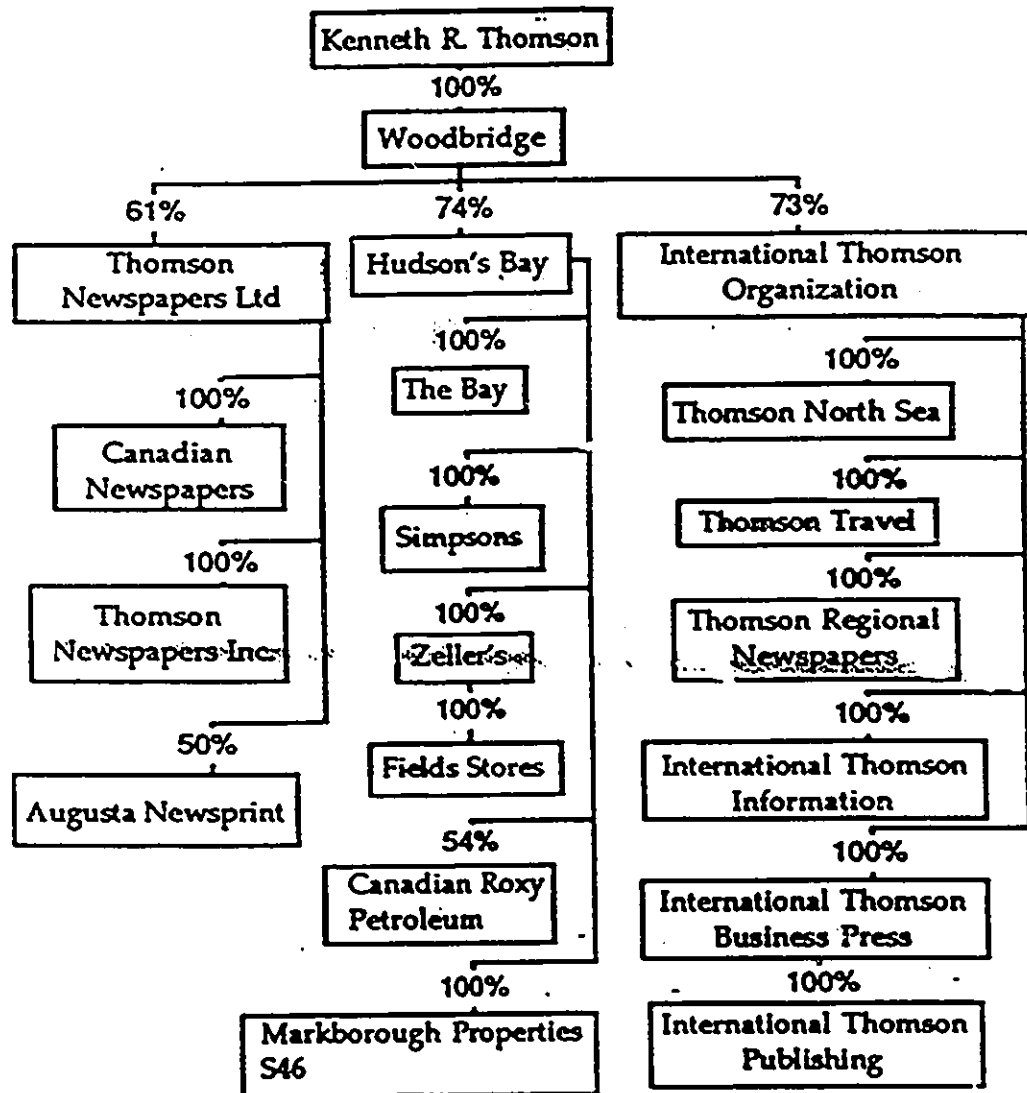 Kenneth R. Thomson
100%
Woodbridge
61%
Thomson
Newspapers Ltd
100%
Canadian
Newspapers
100%
Thomson
Newspapers Inc.
50%
Augusta Newsprint
74%
Hudson's Bay
100%
The Bay
100%
Simpsons
100%
Zeller's
100%
Fields Stores
54%
Canadian Roxy
Petroleum
100%
Markborough Properties
S46
73%
International Thomson
Organization
100%
Thomson North Sea
100%
Thomson Travel
100%
Thomson Regional
Newspapers
100%
International Thomson
Information
100%
International Thomson
Business Press
100%
International Thomson
Publishing